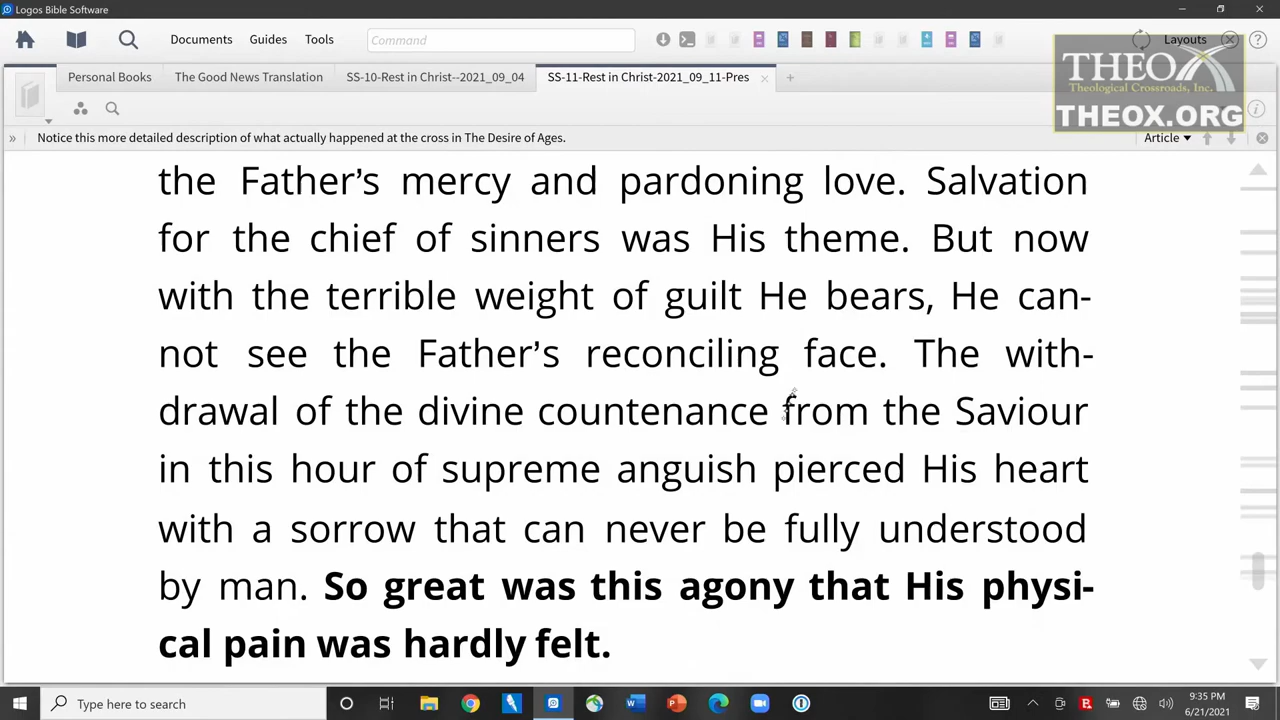 Logos Bible Software
Documents Guides Tools Command Layouts
THEOX
Theological Crossroads, Inc.
THEOX.ORG
Personal Books The Good News Translation SS-10-Rest in Christ--2021_09_04 SS-11-Rest in Christ-2021_09_11-Pres
Notice this more detailed description of what actually happened at the cross in The Desire of Ages. Article
the Father’s mercy and pardoning love. Salvation
for the chief of sinners was His theme. But now
with the terrible weight of guilt He bears, He can-
not see the Father’s reconciling face. The with-
drawal of the divine countenance from the Saviour
in this hour of supreme anguish pierced His heart
with a sorrow that can never be fully understood
by man. So great was this agony that His physi-
cal pain was hardly felt.
Type here to search
9:35 PM
6/21/2021